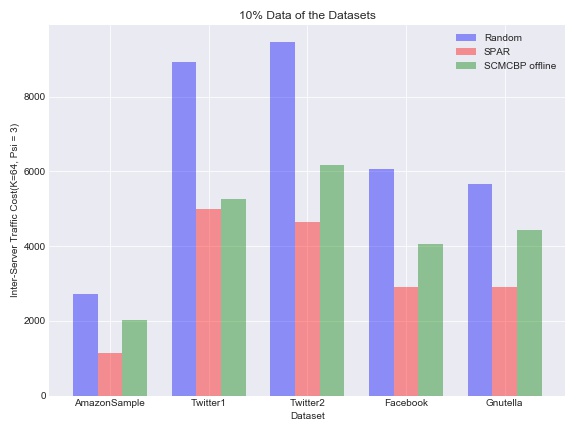 10% Data of the Datasets
Random
SPAR
SCMCBP offline
Inter-Server Traffic Cost(K=64, Psi = 3)
8000
6000
4000
2000
0
AmazonSample Twitter1 Twitter2 Facebook Gnutella
Dataset